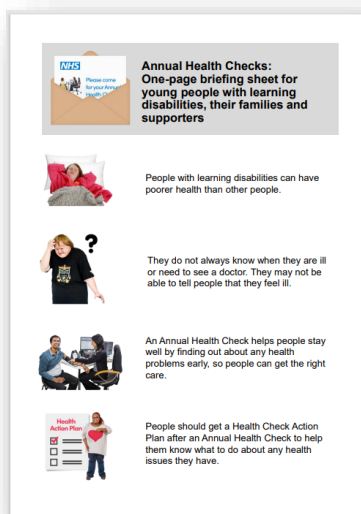 NHS
Please come
for your Annual
Health Check
Annual Health Checks:
One-page briefing sheet for
young people with learning
disabilities, their families and
supporters
People with learning disabilities can have
poorer health than other people.
?
They do not always know when they are ill
or need to see a doctor. They may not be
able to tell people that they feel ill.
An Annual Health Check helps people stay
well by finding out about any health
problems early, so people can get the right
care.
Health
Action Plan
People should get a Health Check Action
Plan after an Annual Health Check to help
them know what to do about any health
issues they have.